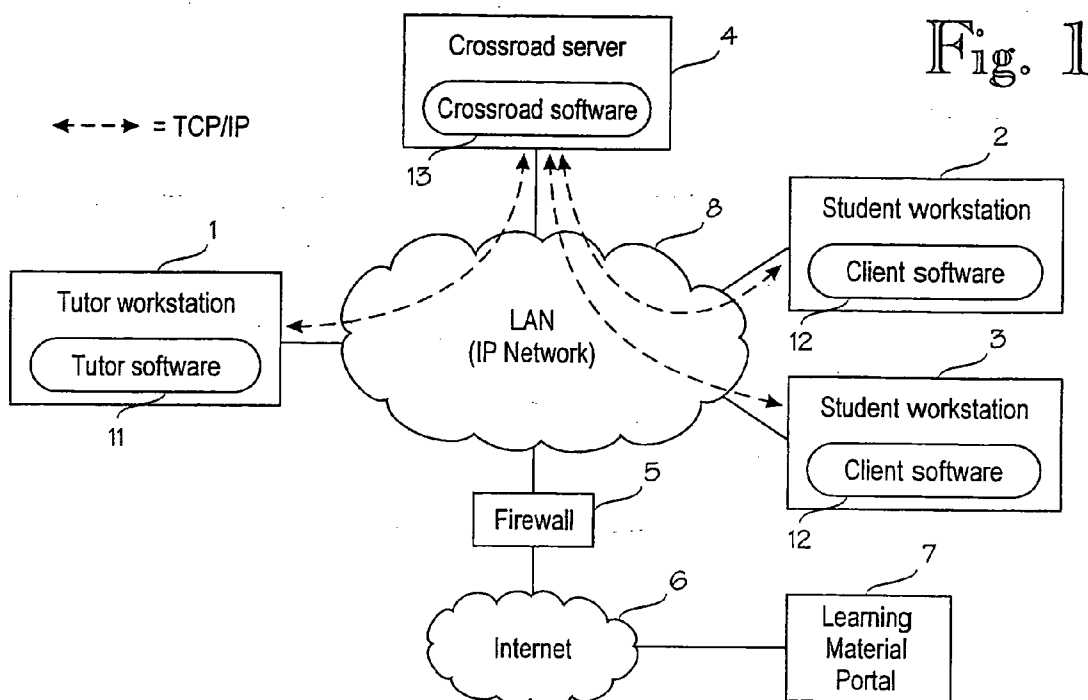 Fig. 1
4
Crossroad server
Crossroad software
13
= TCP/IP
2
Student workstation
Client software
12
8
1
Tutor workstation
Tutor software
11
LAN
(IP Network)
3
Student workstation
Client software
12
5
Firewall
6
Internet
7
Learning
Material
Portal